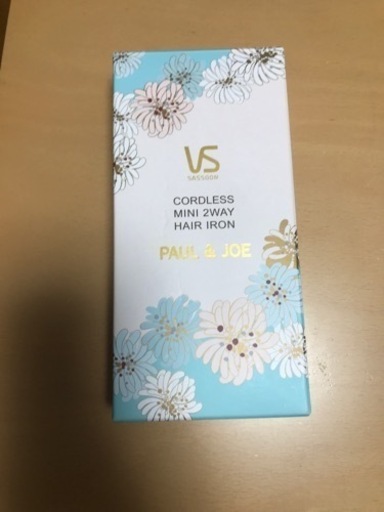 VS
SASSOON
CORDLESS
MINI 2WAY
HAIR IRON
PAUL & JOE